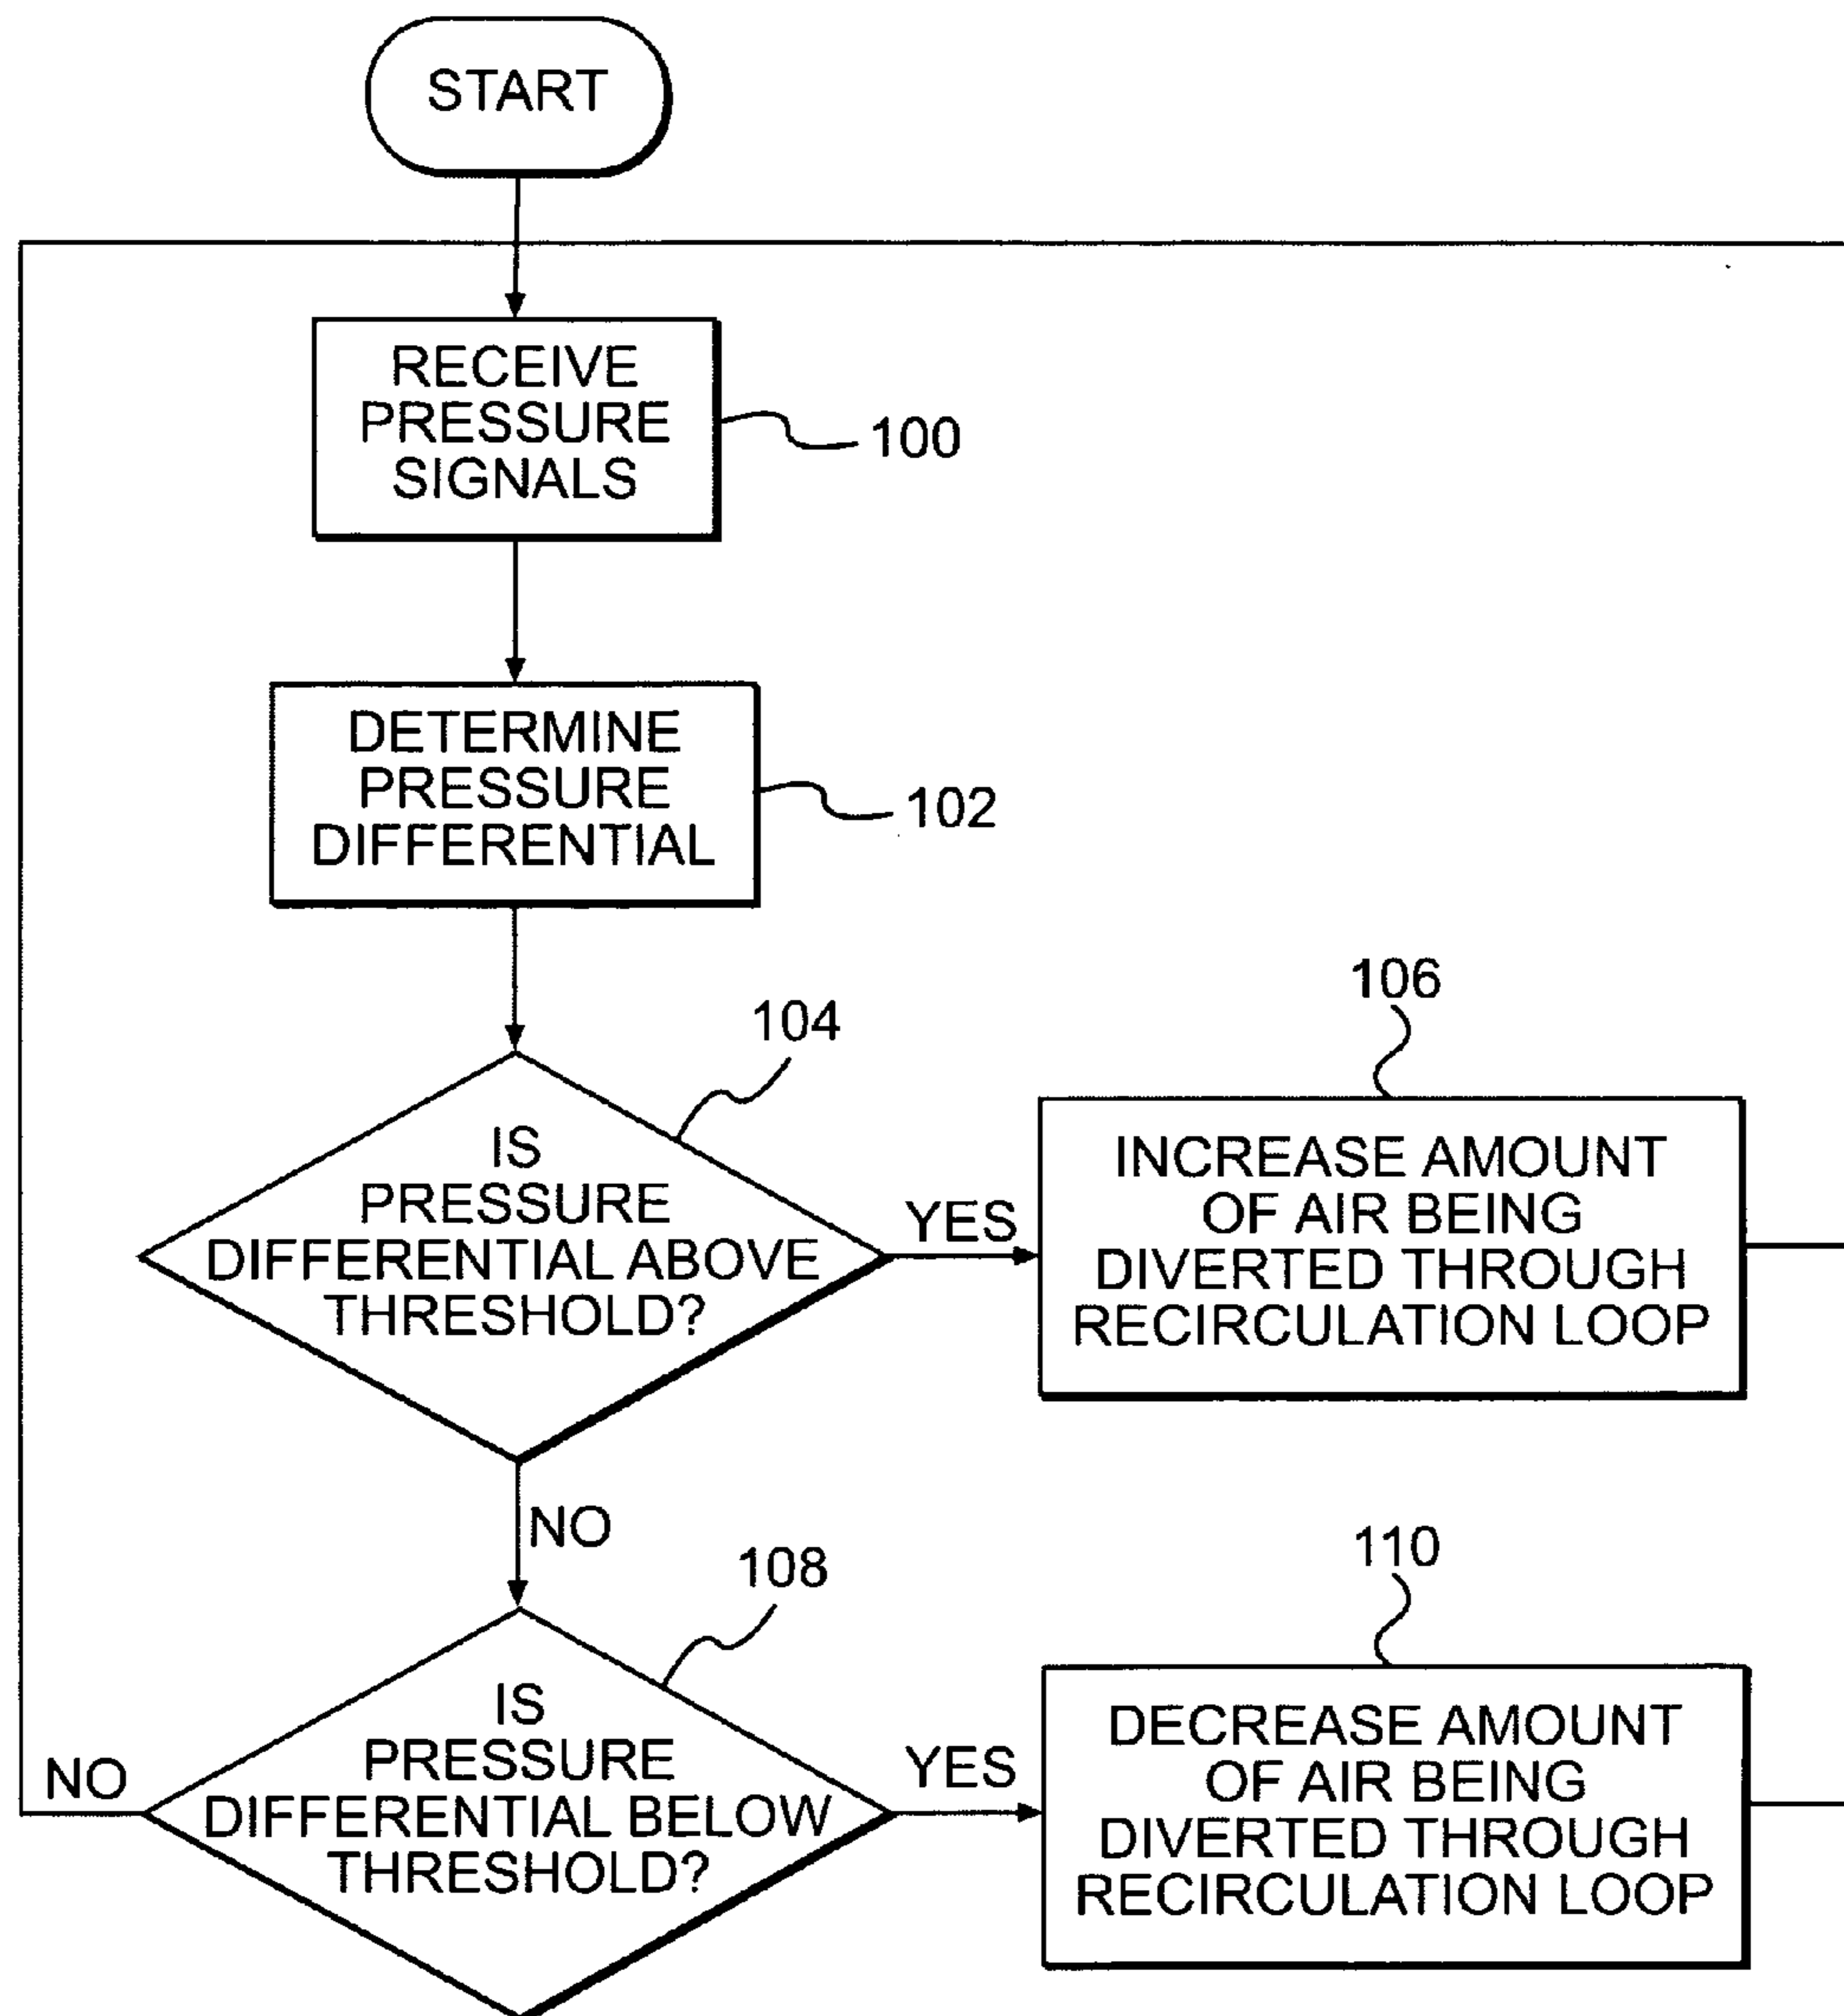 START
RECEIVE
PRESSURE
SIGNALS
100
DETERMINE
PRESSURE
DIFFERENTIAL
102
104
IS
PRESSURE
DIFFERENTIAL ABOVE
THRESHOLD?
YES
106
INCREASE AMOUNT
OF AIR BEING
DIVERTED THROUGH
RECIRCULATION LOOP
NO
108
IS
PRESSURE
DIFFERENTIAL BELOW
THRESHOLD?
NO
YES
110
DECREASE AMOUNT
OF AIR BEING
DIVERTED THROUGH
RECIRCULATION LOOP